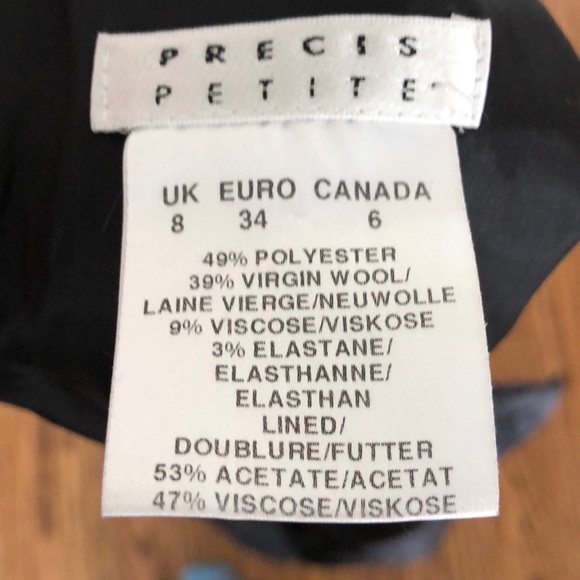 PRECIS
PETITE
UK EURO CANADA
8 34 6
49% POLYESTER
39% VIRGIN WOOL/
LAINE VIERGE/NEUWOLLE
9% VISCOSE/VISKOSE
3% ELASTANE/
ELASTHANNE/
ELASTHAN
LINED/
DOUBLURE/FUTTER
53% ACETATE/ACETAT
47% VISCOSE/VISKOSE